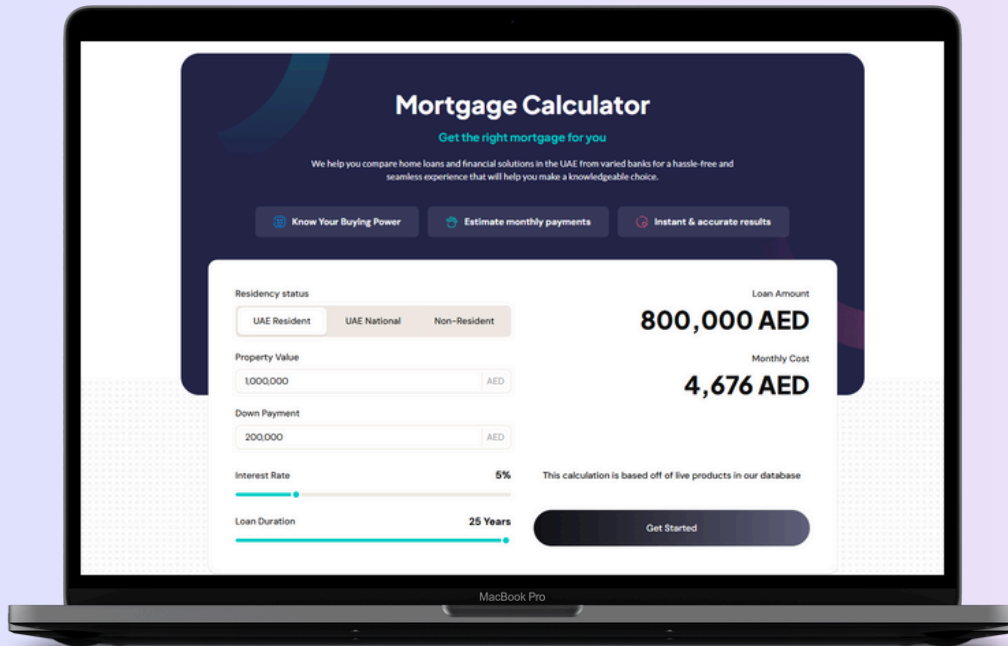 Mortgage Calculator
Get the right mortgage for you
We help you compare home loans and financial solutions in the UAE from varied banks for a hassle-free and
seamless experience that will help you make a knowledgeable choice.
Know Your Buying Power
Estimate monthly payments
Instant & accurate results
Residency status
UAE Resident
UAE National
Non-Resident
Property Value
1,000,000
AED
Down Payment
200,000
AED
Interest Rate
5%
Loan Duration
25 Years
Loan Amount
800,000 AED
Monthly Cost
4,676 AED
This calculation is based off of live products in our database
Get Started
MacBook Pro